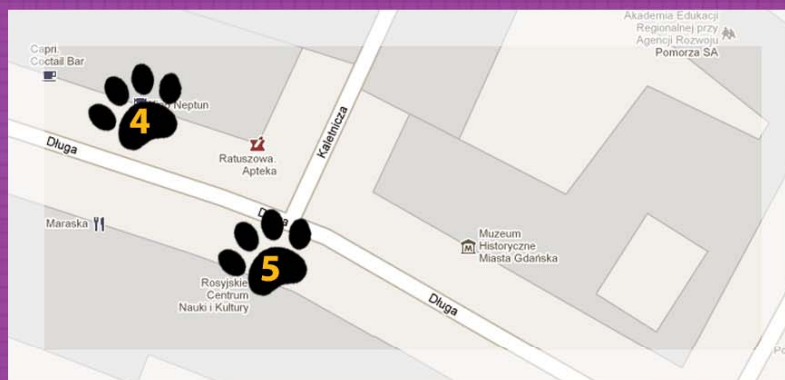 Akademia Edukacji
Regionalnej przy
Agencji Rozwoju
Pomorza SA
Capri
Coctail Bar
Neptun
4
Długa
Kaletnicza
Ratuszowa.
Apteka
Maraska
5
Muzeum
Historyczne
Miasta Gdańska
Rosyjskie
Centrum
Nauki i Kultury
Długa